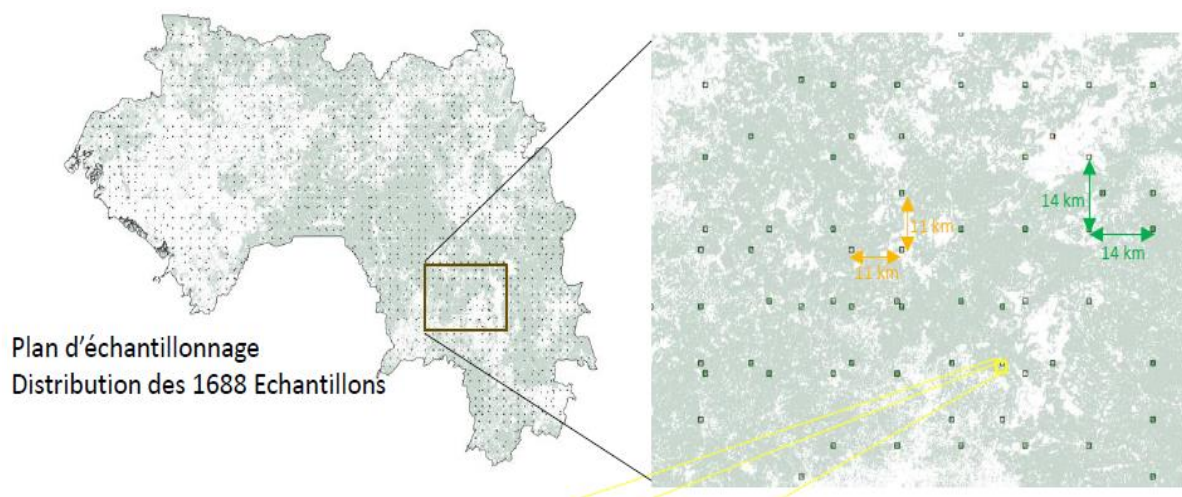 14 km
11 km
14 km
11 km
Plan d'échantillonnage
Distribution des 1688 Echantillons